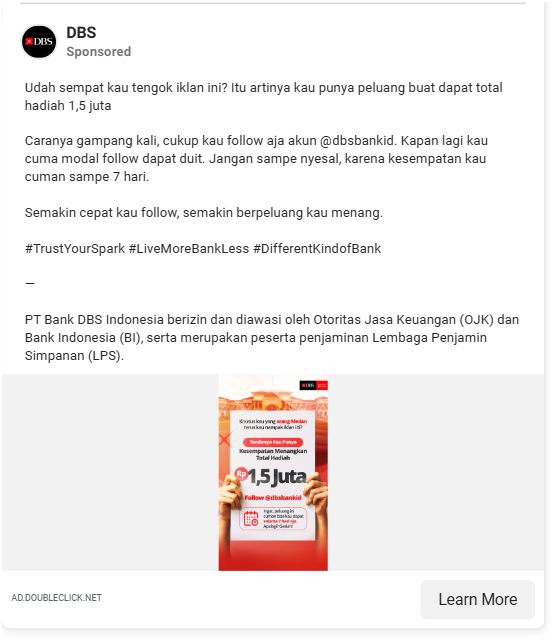 DBS
DBS
Sponsored
Udah sempat kau tengok iklan ini? Itu artinya kau punya peluang buat dapat total
hadiah 1,5 juta
Caranya gampang kali, cukup kau follow aja akun @dbsbankid. Kapan lagi kau
cuma modal follow dapat duit. Jangan sampe nyesal, karena kesempatan kau
cuman sampe 7 hari.
Semakin cepat kau follow, semakin berpeluang kau menang.
#TrustYourSpark #LiveMoreBankLess #DifferentKindofBank
—
PT Bank DBS Indonesia berizin dan diawasi oleh Otoritas Jasa Keuangan (OJK) dan
Bank Indonesia (BI), serta merupakan peserta penjaminan Lembaga Penjamin
Simpanan (LPS).
DBS
Khusus kau yang orang Medan
terus kau nampak iklan ini?
Tandanya Kau Punya
Kesempatan Menangkan
Total Hadiah
Rp 1,5 Juta
Follow @dbsbankid
Ingat, peluang ini
cuman bisa kau dapat
selama 7 hari aja.
AD.DOUBLECLICK.NET
Learn More